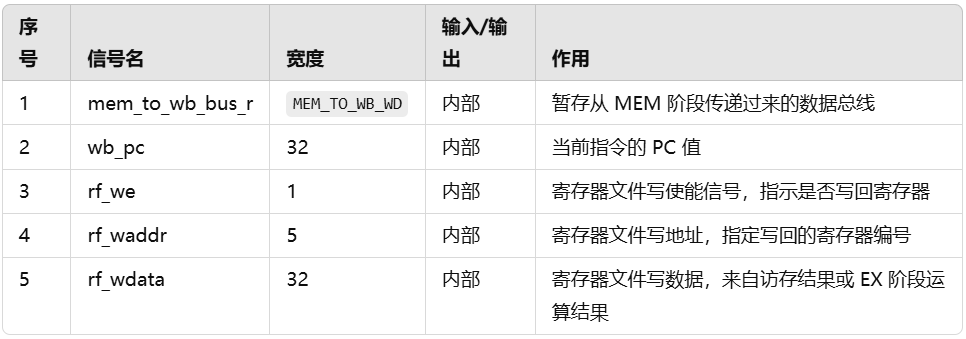 序号 信号名 宽度 输入/输出 作用
1 mem_to_wb_bus_r MEM_TO_WB_WD 内部 暂存从 MEM 阶段传递过来的数据总线
2 wb_pc 32 内部 当前指令的 PC 值
3 rf_we 1 内部 寄存器文件写使能信号，指示是否写回寄存器
4 rf_waddr 5 内部 寄存器文件写地址，指定写回的寄存器编号
5 rf_wdata 32 内部 寄存器文件写数据，来自访存结果或 EX 阶段运
算结果